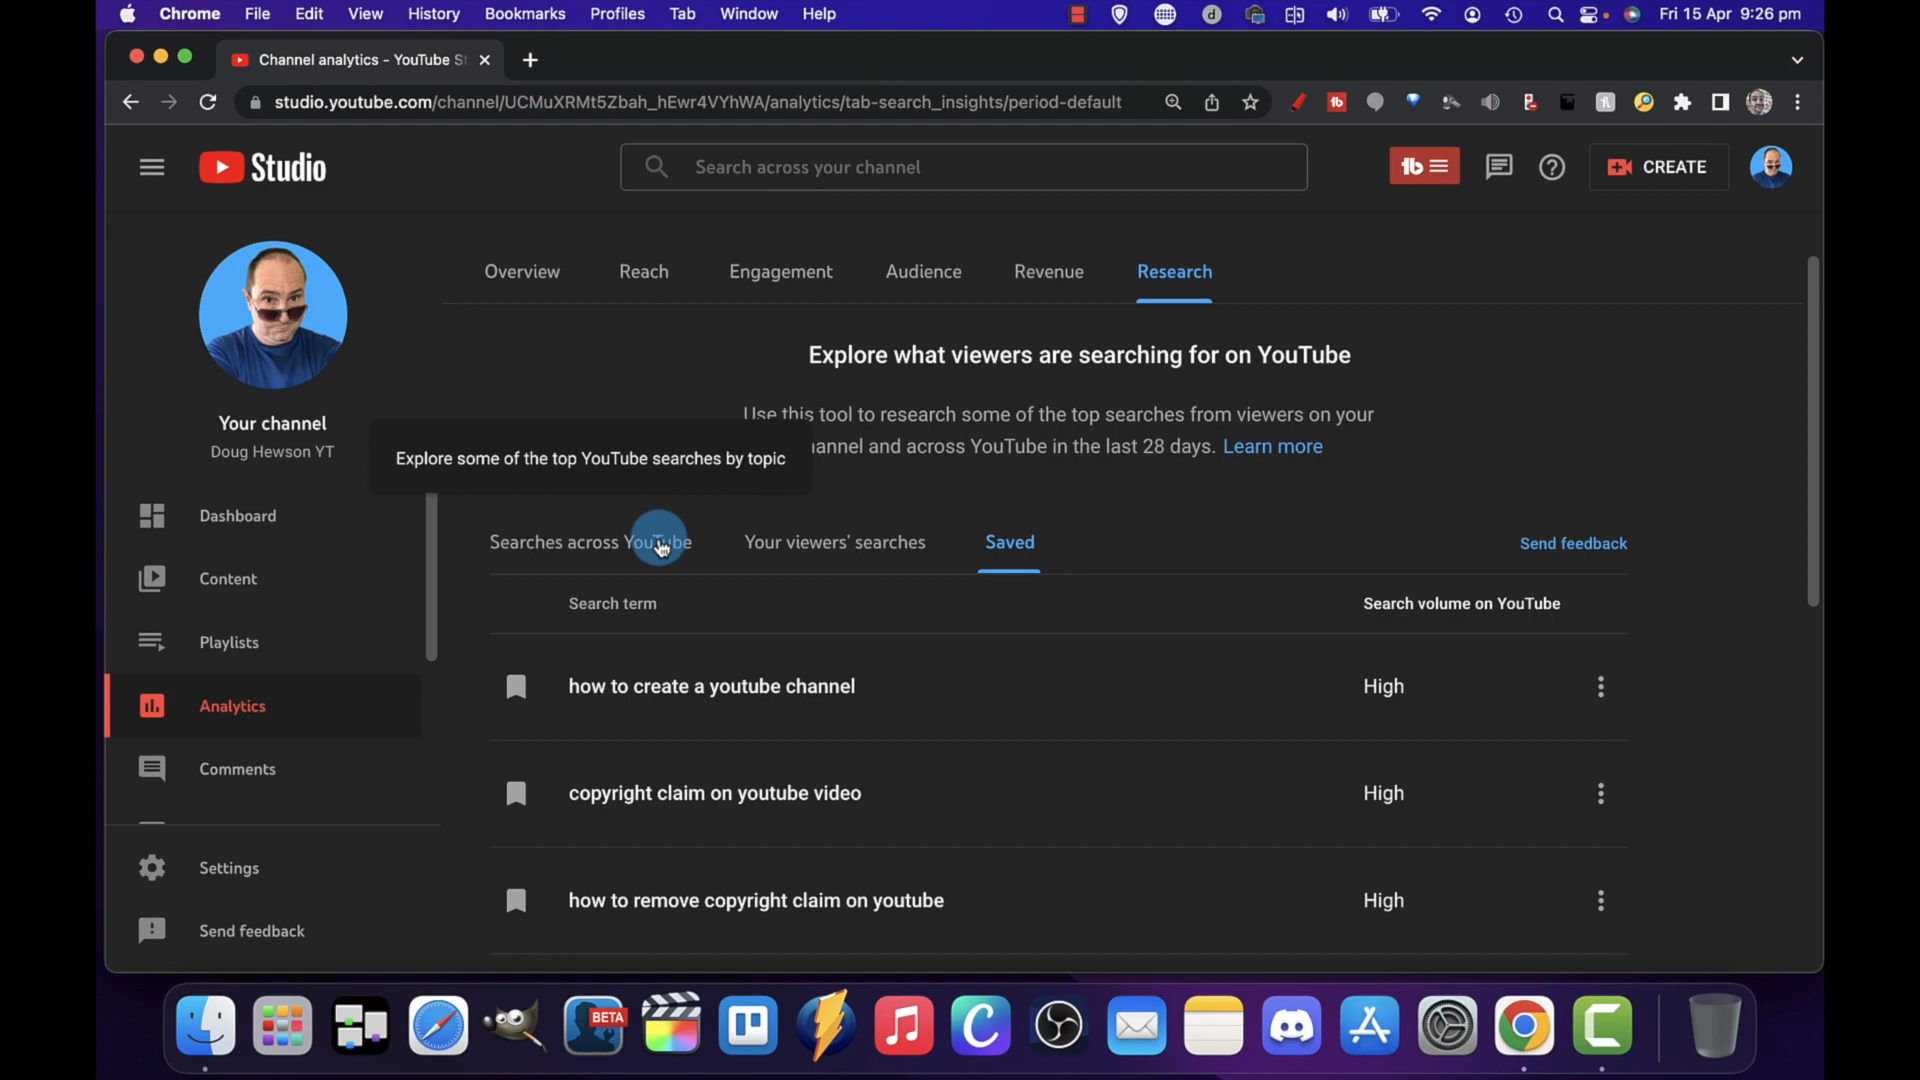 Chrome File Edit View History Bookmarks Profiles Tab Window Help
Fri 15 Apr 9:26 pm
Channel analytics - YouTube St
studio.youtube.com/channel/UCMuXRMt5Zbah_hEwr4VYhWA/analytics/tab-search_insights/period-default
Studio
Search across your channel
CREATE
Overview Reach Engagement Audience Revenue Research
Explore what viewers are searching for on YouTube
Use this tool to research some of the top searches from viewers on your
hannel and across YouTube in the last 28 days. Learn more
Your channel
Doug Hewson YT
Explore some of the top YouTube searches by topic
Searches across YouTube Your viewers' searches Saved Send feedback
Search term Search volume on YouTube
how to create a youtube channel High
copyright claim on youtube video High
how to remove copyright claim on youtube High
Dashboard
Content
Playlists
Analytics
Comments
Settings
Send feedback
BETA